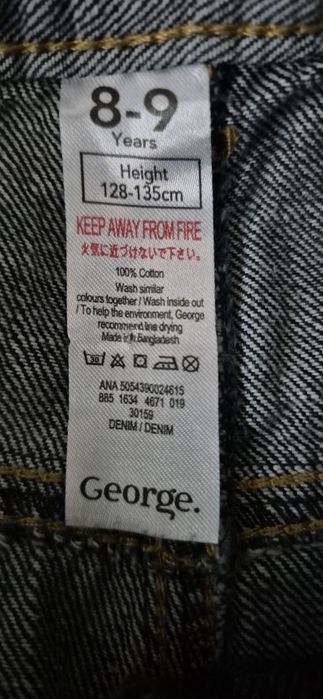 8-9
Years
Height
128-135cm
KEEP AWAY FROM FIRE
火気に近づけないで下さい。
100% Cotton
Wash similar
colours together / Wash inside out
/ To help the environment, George
recommend line drying
Made in Bangladesh
30
ANA 5054390024615
885 1634 4671 019
30159
DENIM / DENIM
George.